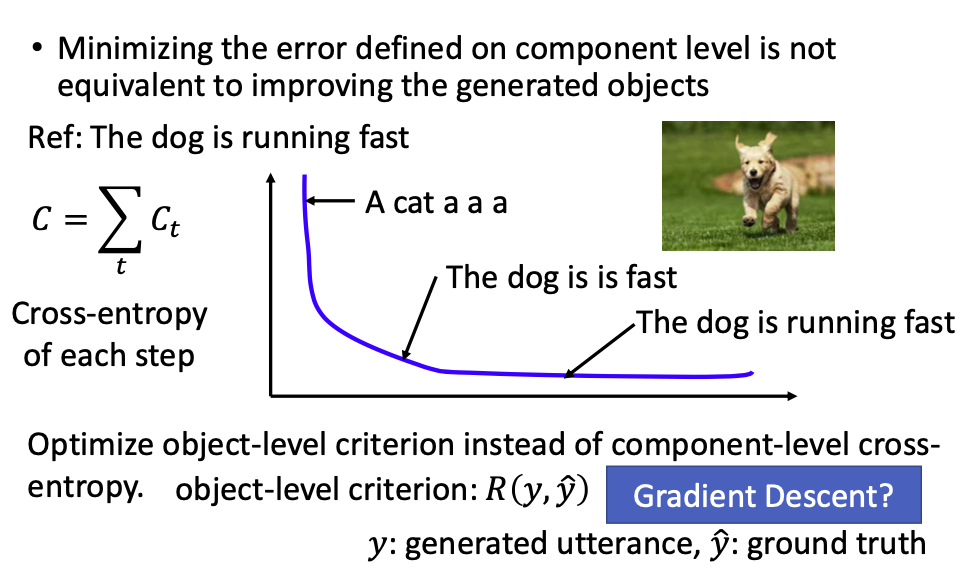 • Minimizing the error defined on component level is not
equivalent to improving the generated objects
Ref: The dog is running fast
C = ∑ C_t
t
A cat a a a
The dog is is fast
The dog is running fast
Cross-entropy
of each step
Optimize object-level criterion instead of component-level cross-
entropy. object-level criterion: R(y, ŷ)
Gradient Descent?
y: generated utterance, ŷ: ground truth